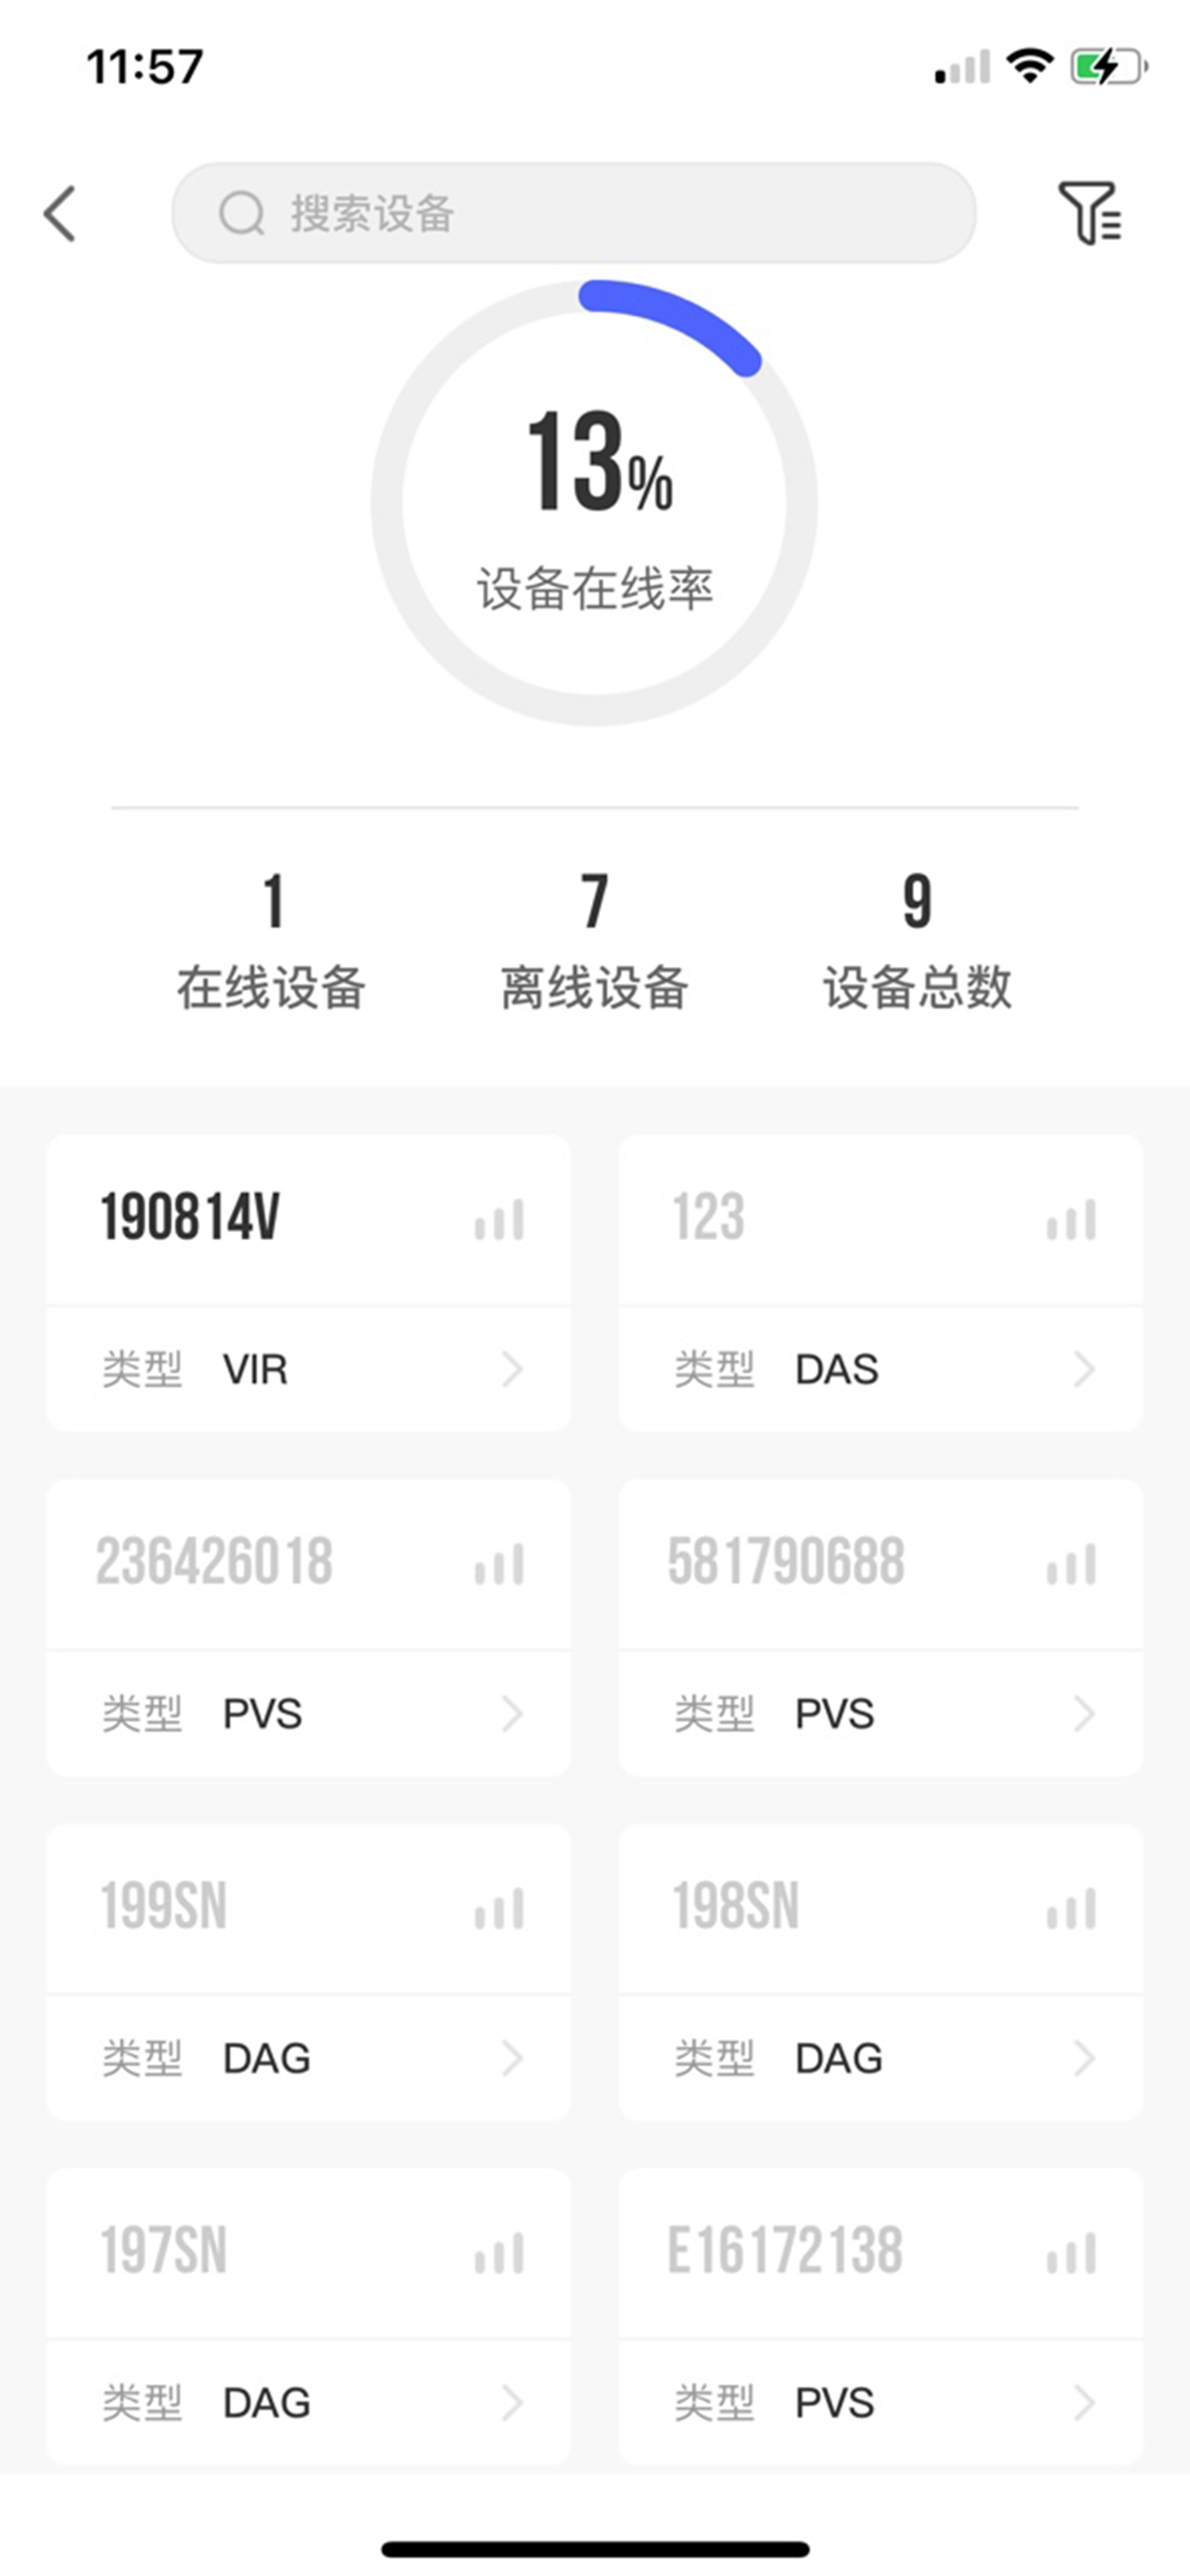 11:57
搜索设备
13%
设备在线率
1 7 9
在线设备 离线设备 设备总数
190814V 123
类型 VIR 类型 DAS
236426018 581790688
类型 PVS 类型 PVS
199SN 198SN
类型 DAG 类型 DAG
197SN E16172138
类型 DAG 类型 PVS